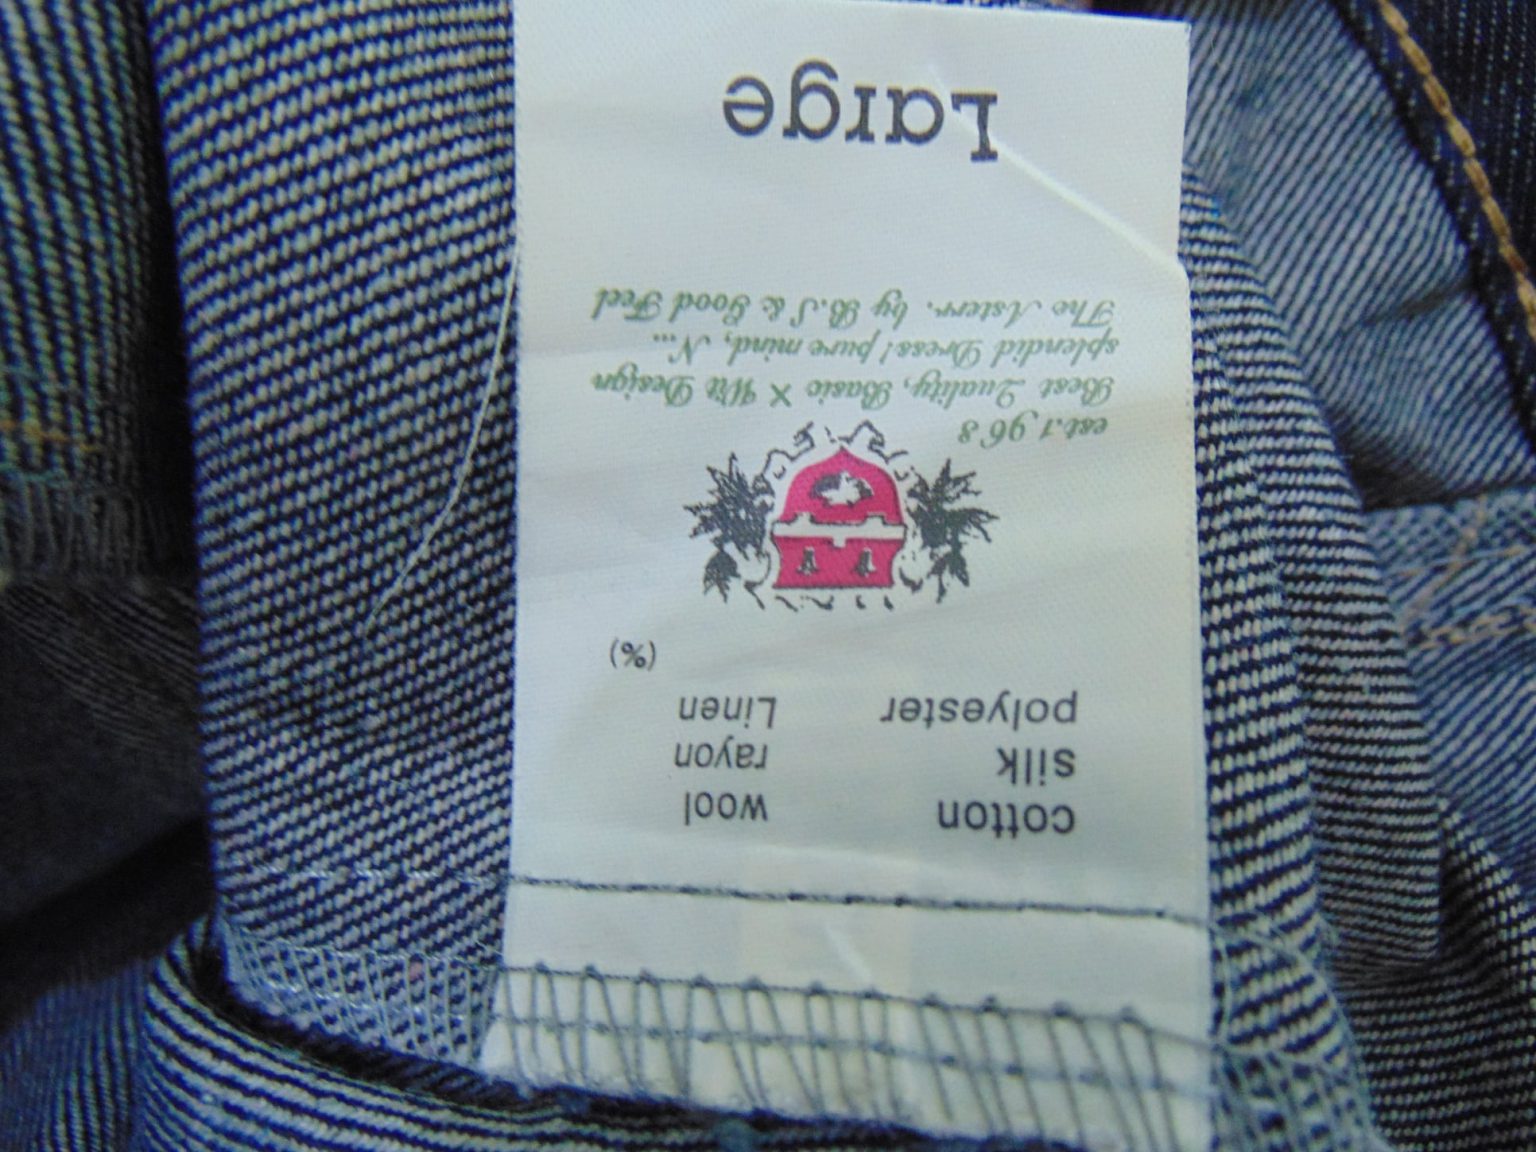 cotton wool
silk rayon
polyester Linen
(%)
est.1968
Best Quality, Basic × Wit Design
splendid Dress! pure mind, N...
The Asterr. by B.S & Good Feel
Large